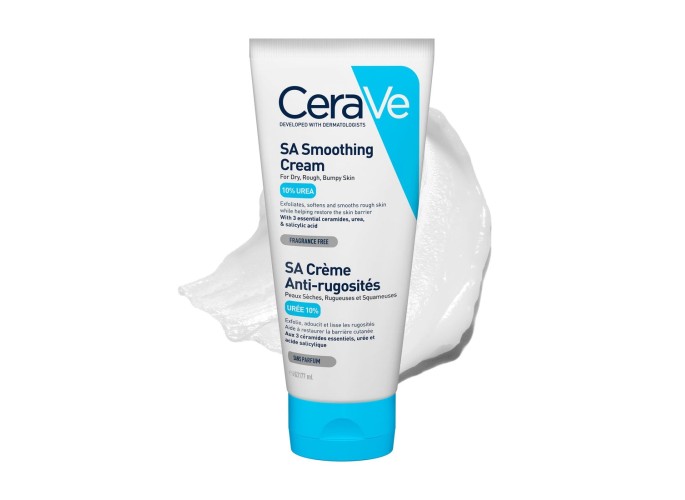 CeraVe
DEVELOPED WITH DERMATOLOGISTS
SA Smoothing
Cream
For Dry, Rough, Bumpy Skin
10% UREA
Exfoliates, softens and smooths rough skin
while helping restore the skin barrier
With 3 essential ceramides, urea,
& salicylic acid
FRAGRANCE FREE
SA Crème
Anti-rugosités
Peaux Sèches, Rugueuses et Squameuses
URÉE 10%
Exfolie, adoucit et lisse les rugosités
Aide à restaurer la barrière cutanée
Aux 3 céramides essentiels, urée et
acide salicylique
SANS PARFUM